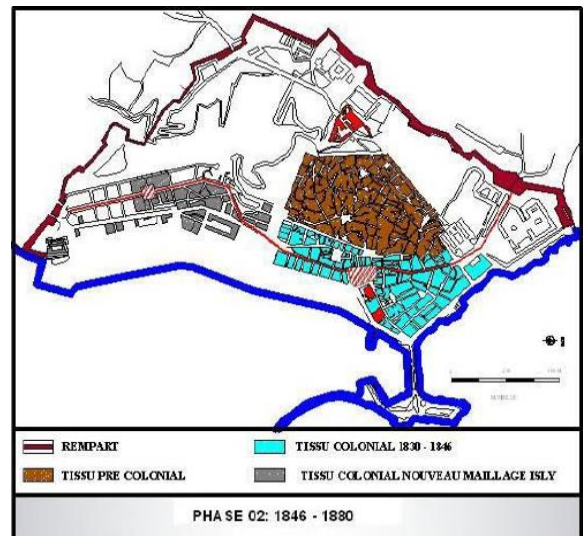 REMPART
TISSU COLONIAL 1830 - 1846
TISSU PRE COLONIAL
TISSU COLONIAL NOUVEAU MAILLAGE ISLY
PHASE 02: 1846 - 1880